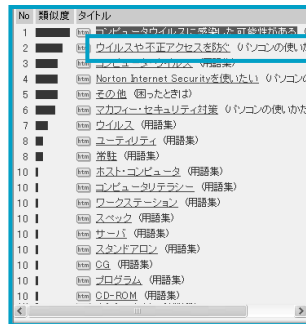 No 類似度 タイトル
1 htm コンピュータウイルスに感染した可能性がある
2 htm ウイルスや不正アクセスを防ぐ (パソコンの使い
3 htm コンピュータウイルス (用語集)
4 htm Norton Internet Securityを使いたい (パソコンの
5 htm その他 (困ったときは)
6 htm マカフィー・セキュリティ対策 (パソコンの使いかた
7 htm ウイルス (用語集)
8 htm ユーティリティ (用語集)
8 htm 常駐 (用語集)
10 htm ホスト・コンピュータ (用語集)
10 htm コンピュータリテラシー (用語集)
10 htm ワークステーション (用語集)
10 htm スペック (用語集)
10 htm サーバ (用語集)
10 htm スタンドアロン (用語集)
10 htm CG (用語集)
10 htm プログラム (用語集)
10 htm CD-ROM (用語集)